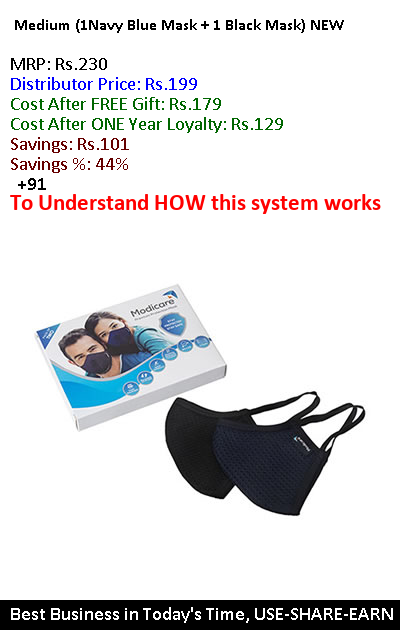 Medium (1Navy Blue Mask + 1 Black Mask) NEW
MRP: Rs.230
Distributor Price: Rs.199
Cost After FREE Gift: Rs.179
Cost After ONE Year Loyalty: Rs.129
Savings: Rs.101
Savings %: 44%
+91
To Understand HOW this system works
Modicare
Modicare
Best Business in Today's Time, USE-SHARE-EARN